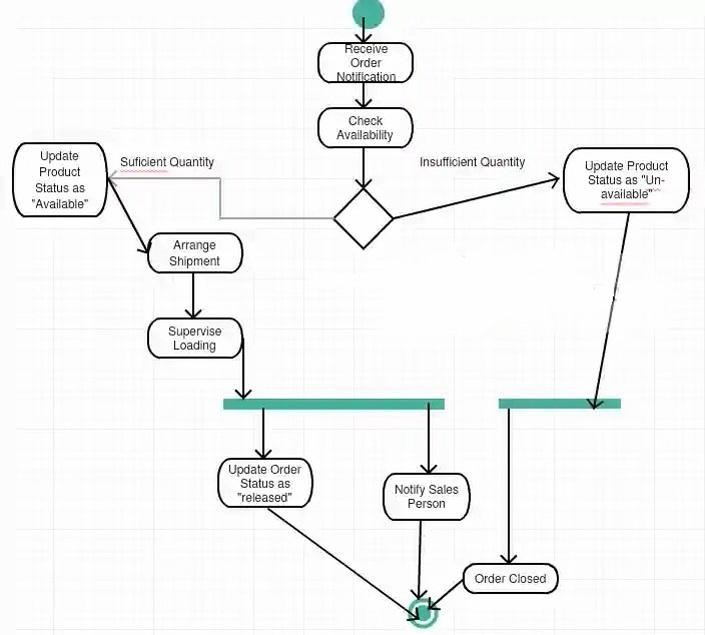 Receive
Order
Notification
Check
Availability
Suficient Quantity
Insufficient Quantity
Update
Product
Status as
"Available"
Update Product
Status as "Un-
available"
Arrange
Shipment
Supervise
Loading
Update Order
Status as
"released"
Notify Sales
Person
Order Closed